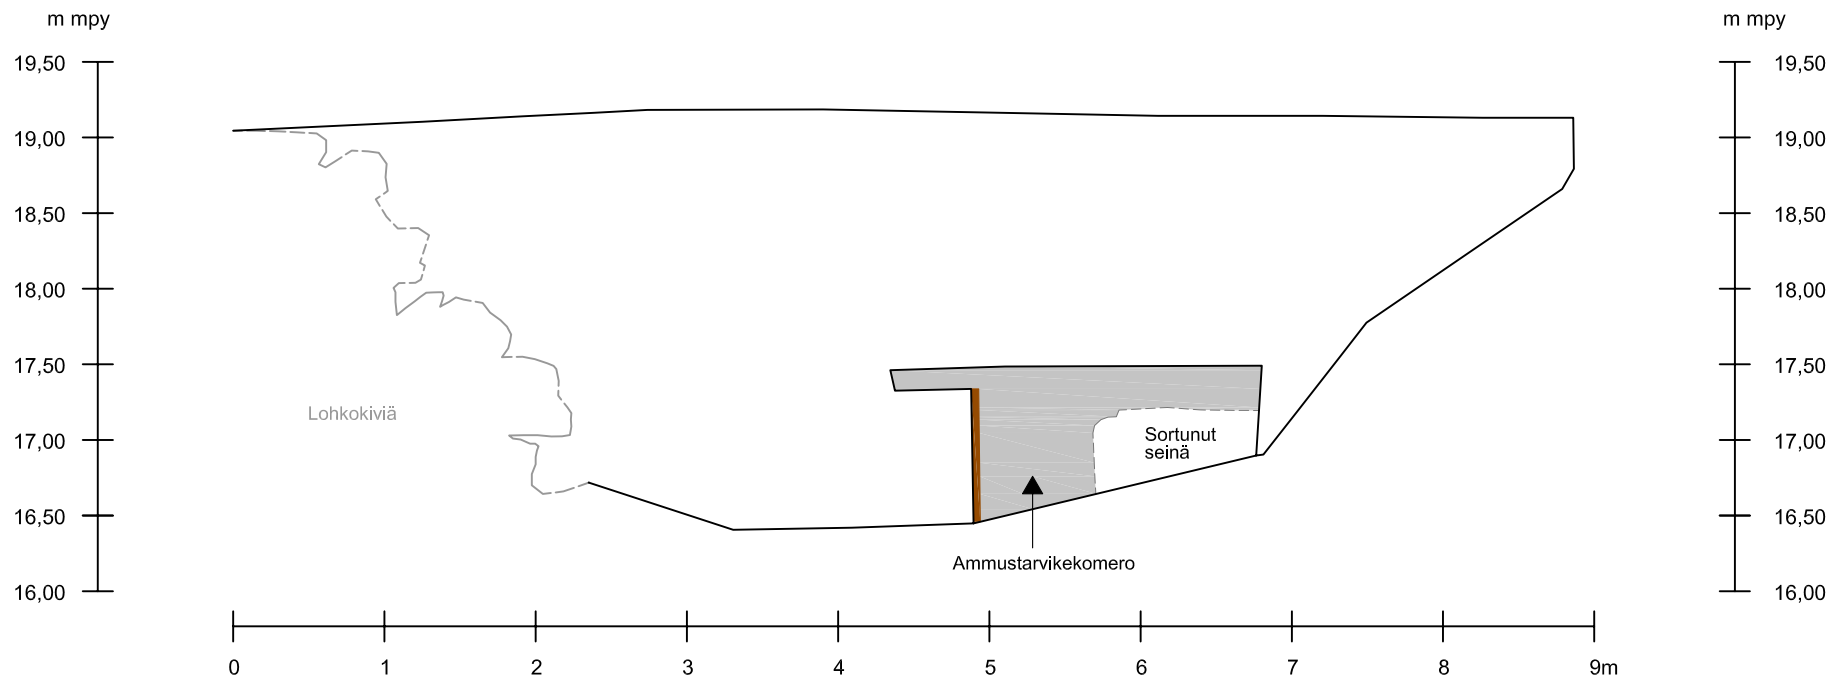 m mpy
m mpy
19,50
19,50
19,00
19,00
18,50
18,50
18,00
18,00
17,50
17,50
Lohkokiviä
17,00
Sortunut
seinä
17,00
16,50
16,50
Ammustarvikekomero
16,00
16,00
0 1 2 3 4 5 6 7 8 9m